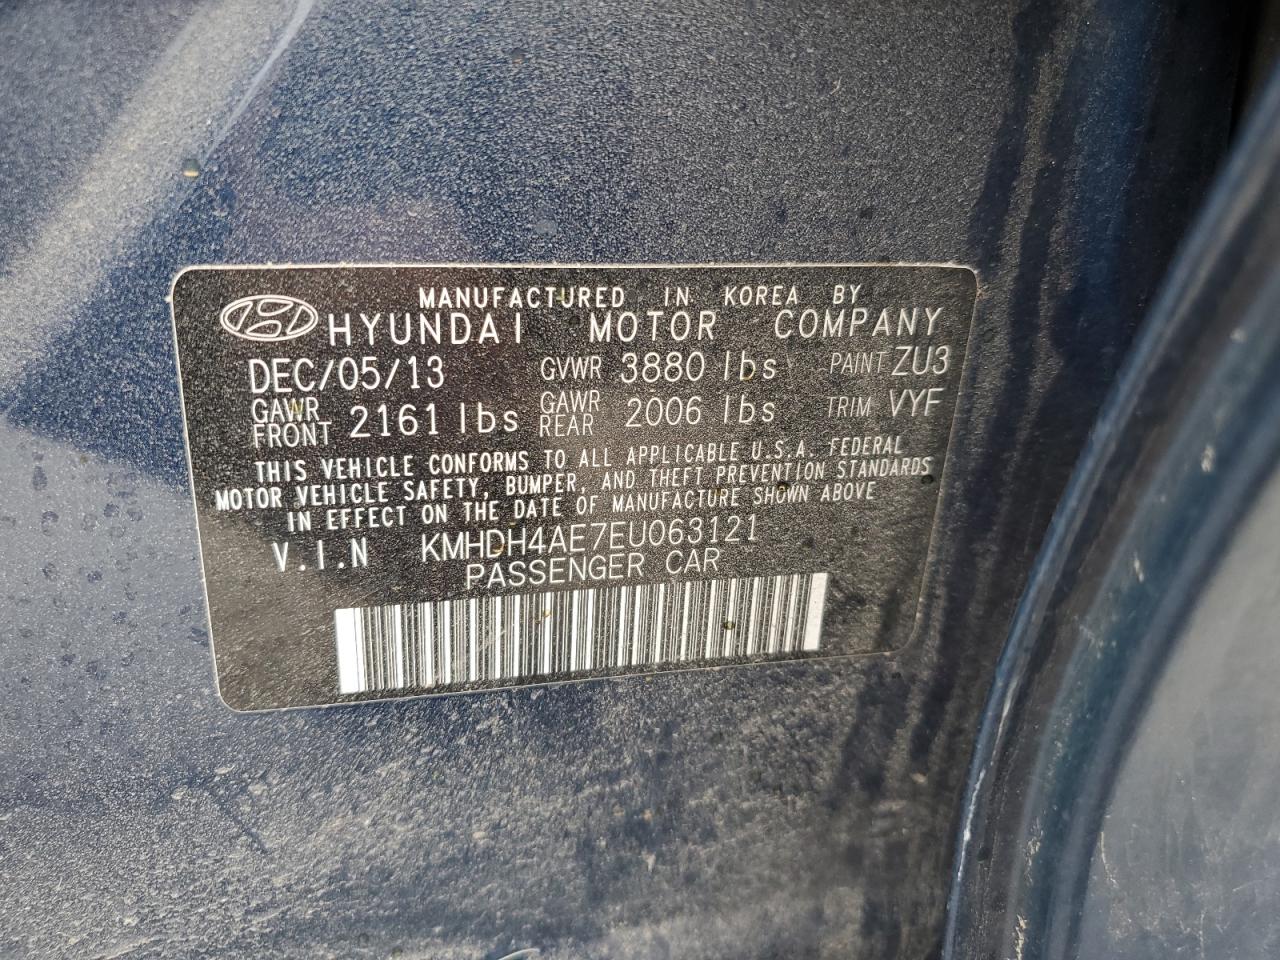 MANUFACTURED IN KOREA BY
HYUNDAI MOTOR COMPANY
DEC/05/13 GVWR 3880 lbs PAINT ZU3
GAWR FRONT 2161 lbs GAWR REAR 2006 lbs TRIM VYF
THIS VEHICLE CONFORMS TO ALL APPLICABLE U.S.A. FEDERAL
MOTOR VEHICLE SAFETY, BUMPER, AND THEFT PREVENTION STANDARDS
IN EFFECT ON THE DATE OF MANUFACTURE SHOWN ABOVE
V.I.N KMHDH4AE7EU063121
PASSENGER CAR